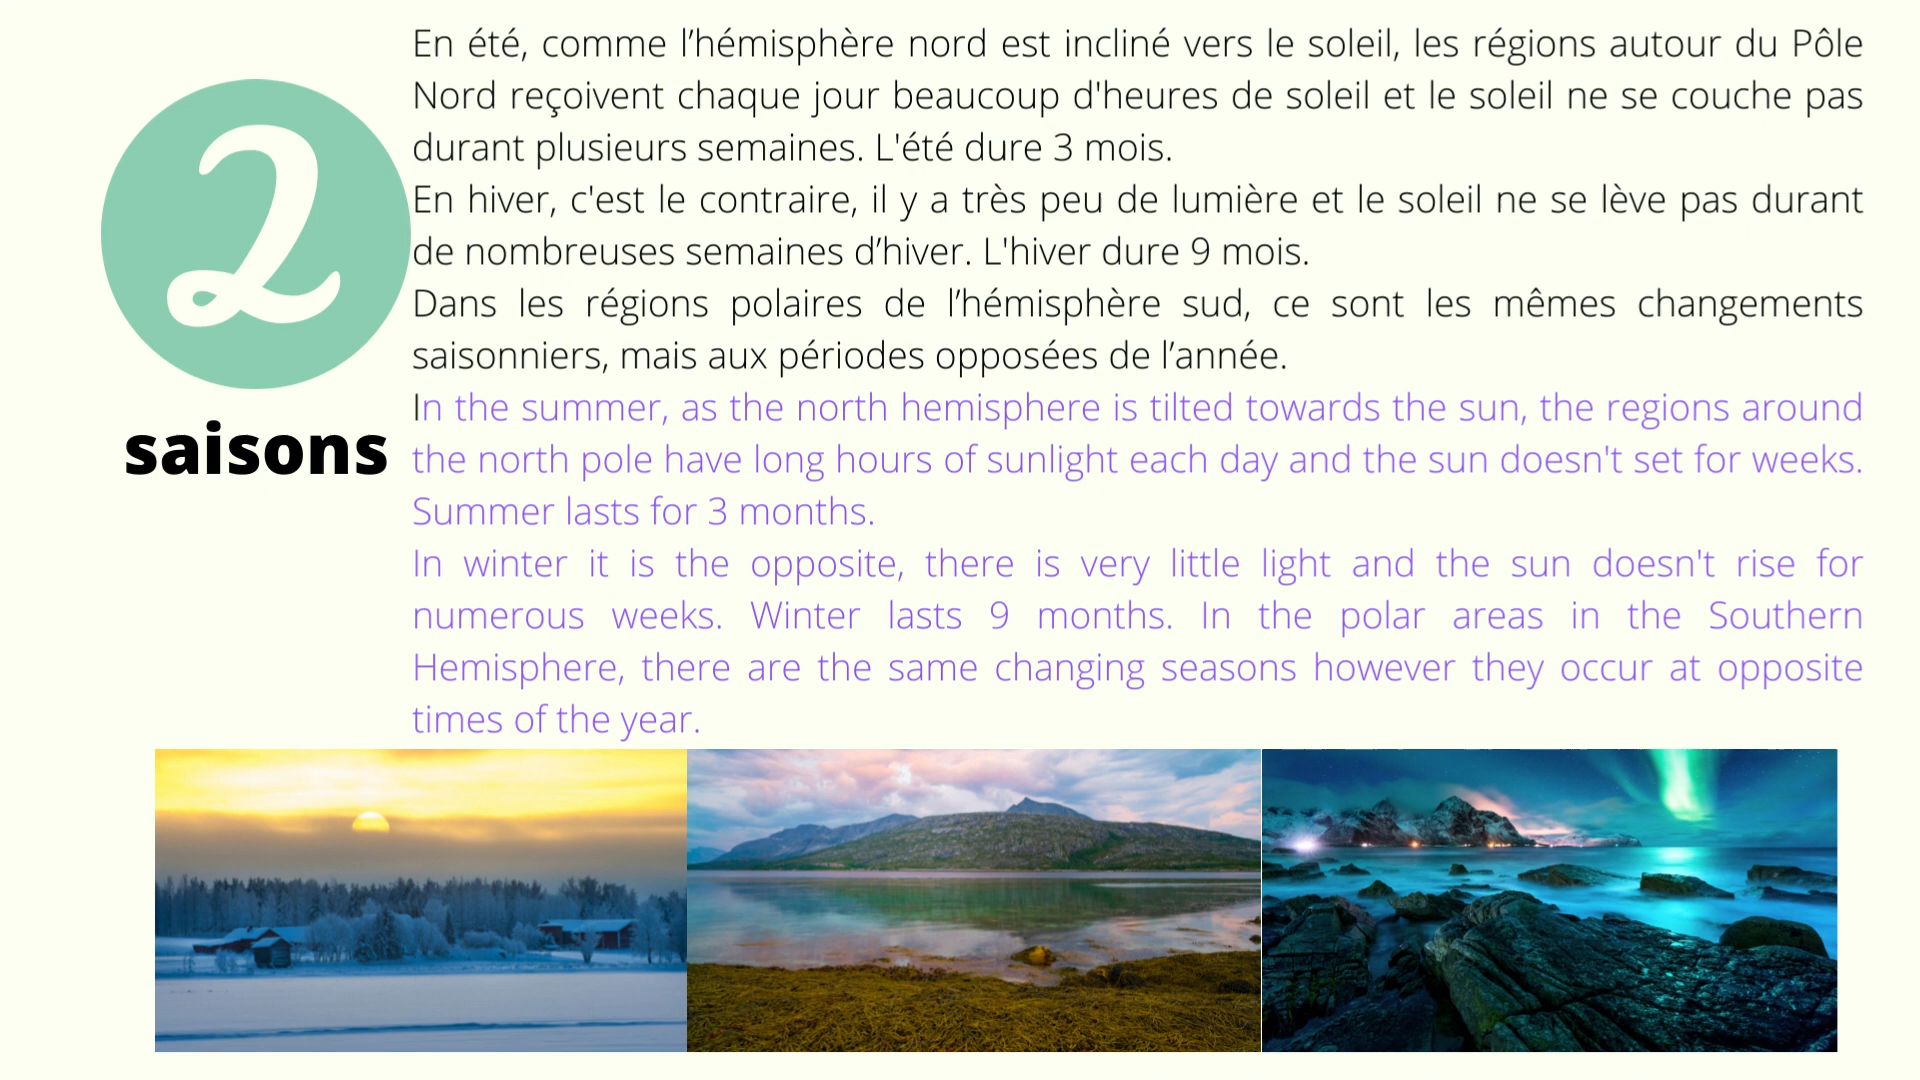 2
saisons
En été, comme l’hémisphère nord est incliné vers le soleil, les régions autour du Pôle
Nord reçoivent chaque jour beaucoup d'heures de soleil et le soleil ne se couche pas
durant plusieurs semaines. L'été dure 3 mois.
En hiver, c'est le contraire, il y a très peu de lumière et le soleil ne se lève pas durant
de nombreuses semaines d’hiver. L'hiver dure 9 mois.
Dans les régions polaires de l’hémisphère sud, ce sont les mêmes changements
saisonniers, mais aux périodes opposées de l’année.
In the summer, as the north hemisphere is tilted towards the sun, the regions around
the north pole have long hours of sunlight each day and the sun doesn't set for weeks.
Summer lasts for 3 months.
In winter it is the opposite, there is very little light and the sun doesn't rise for
numerous weeks. Winter lasts 9 months. In the polar areas in the Southern
Hemisphere, there are the same changing seasons however they occur at opposite
times of the year.